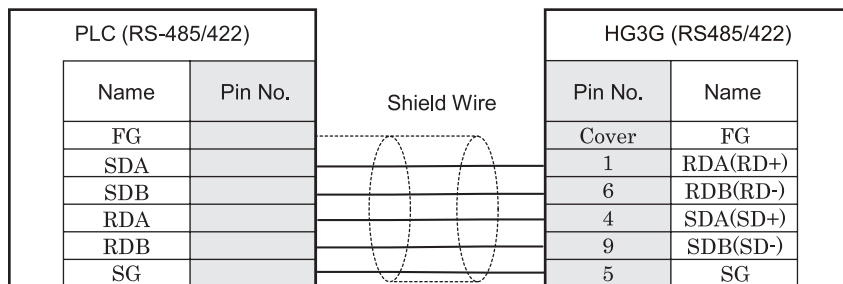 PLC (RS-485/422) HG3G (RS485/422)
Name Pin No. Shield Wire Pin No. Name
FG Cover FG
SDA 1 RDA(RD+)
SDB 6 RDB(RD-)
RDA 4 SDA(SD+)
RDB 9 SDB(SD-)
SG 5 SG